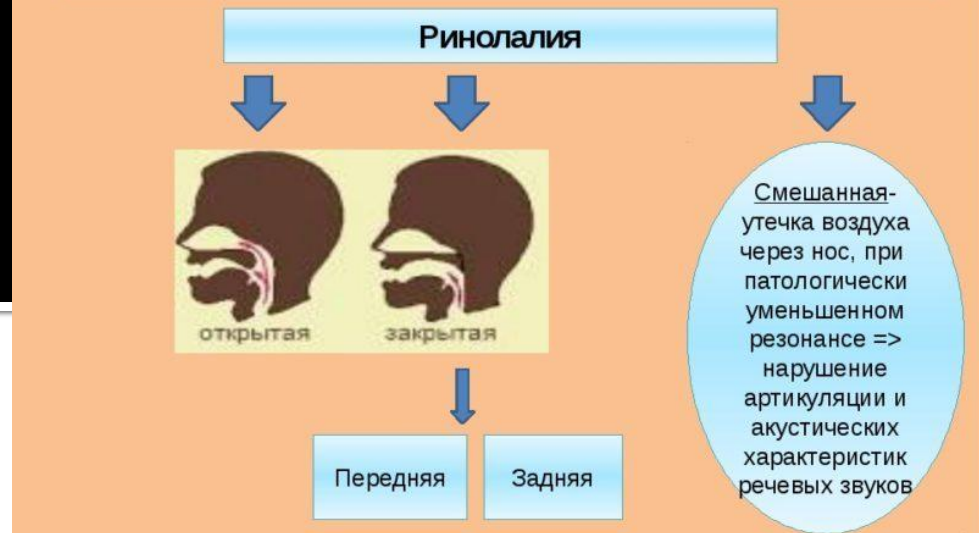 Ринолалия
открытая
закрытая
Смешанная-
утечка воздуха
через нос, при
патологически
уменьшенном
резонансе =>
нарушение
артикуляции и
акустических
характеристик
речевых звуков
Передняя
Задняя